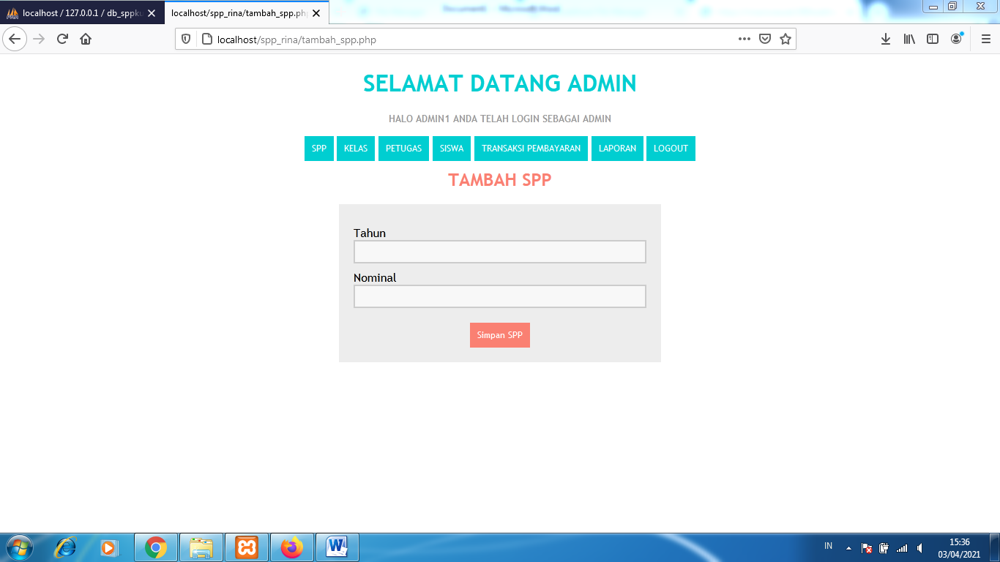 localhost / 127.0.0.1 / db_sppku
localhost/spp_rina/tambah_spp.php
localhost/spp_rina/tambah_spp.php
SELAMAT DATANG ADMIN
HALO ADMIN1 ANDA TELAH LOGIN SEBAGAI ADMIN
SPP KELAS PETUGAS SISWA TRANSAKSI PEMBAYARAN LAPORAN LOGOUT
TAMBAH SPP
Tahun
Nominal
Simpan SPP
IN
15:36
03/04/2021